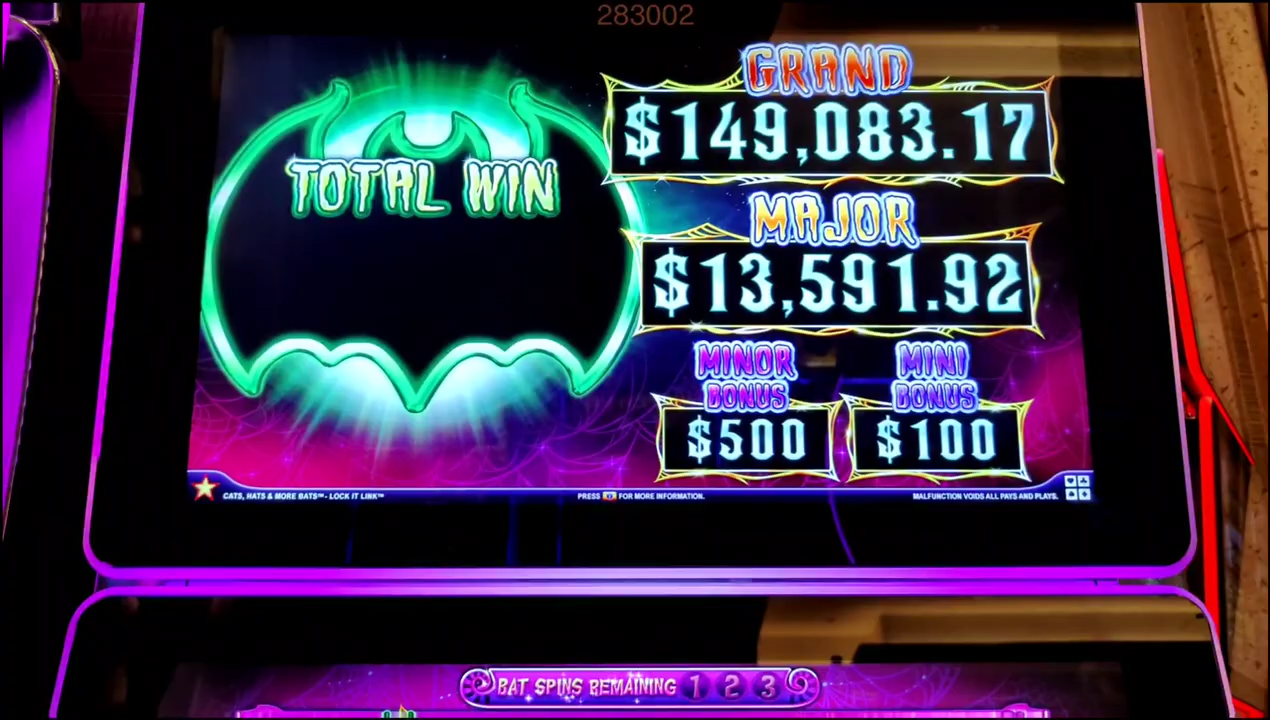 283002
TOTAL WIN
GRAND
$149,083.17
MAJOR
$13,591.92
MINOR
BONUS
$500
MINI
BONUS
$100
CATS, HATS & MORE BATS™ - LOCK IT LINK™
PRESS FOR MORE INFORMATION.
MALFUNCTION VOIDS ALL PAYS AND PLAYS.
BAT SPINS REMAINING 1 2 3